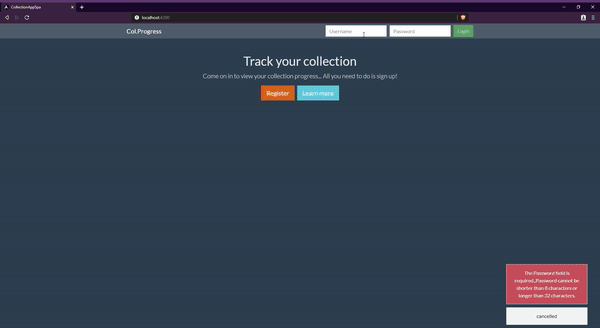 CollectionAppSpa
localhost:4200
Col.Progress
Username
Password
Login
Track your collection
Come on in to view your collection progress... All you need to do is sign up!
Register
Learn more
The Password field is
required.,Password cannot be
shorter than 8 characters or
longer than 32 characters.
cancelled